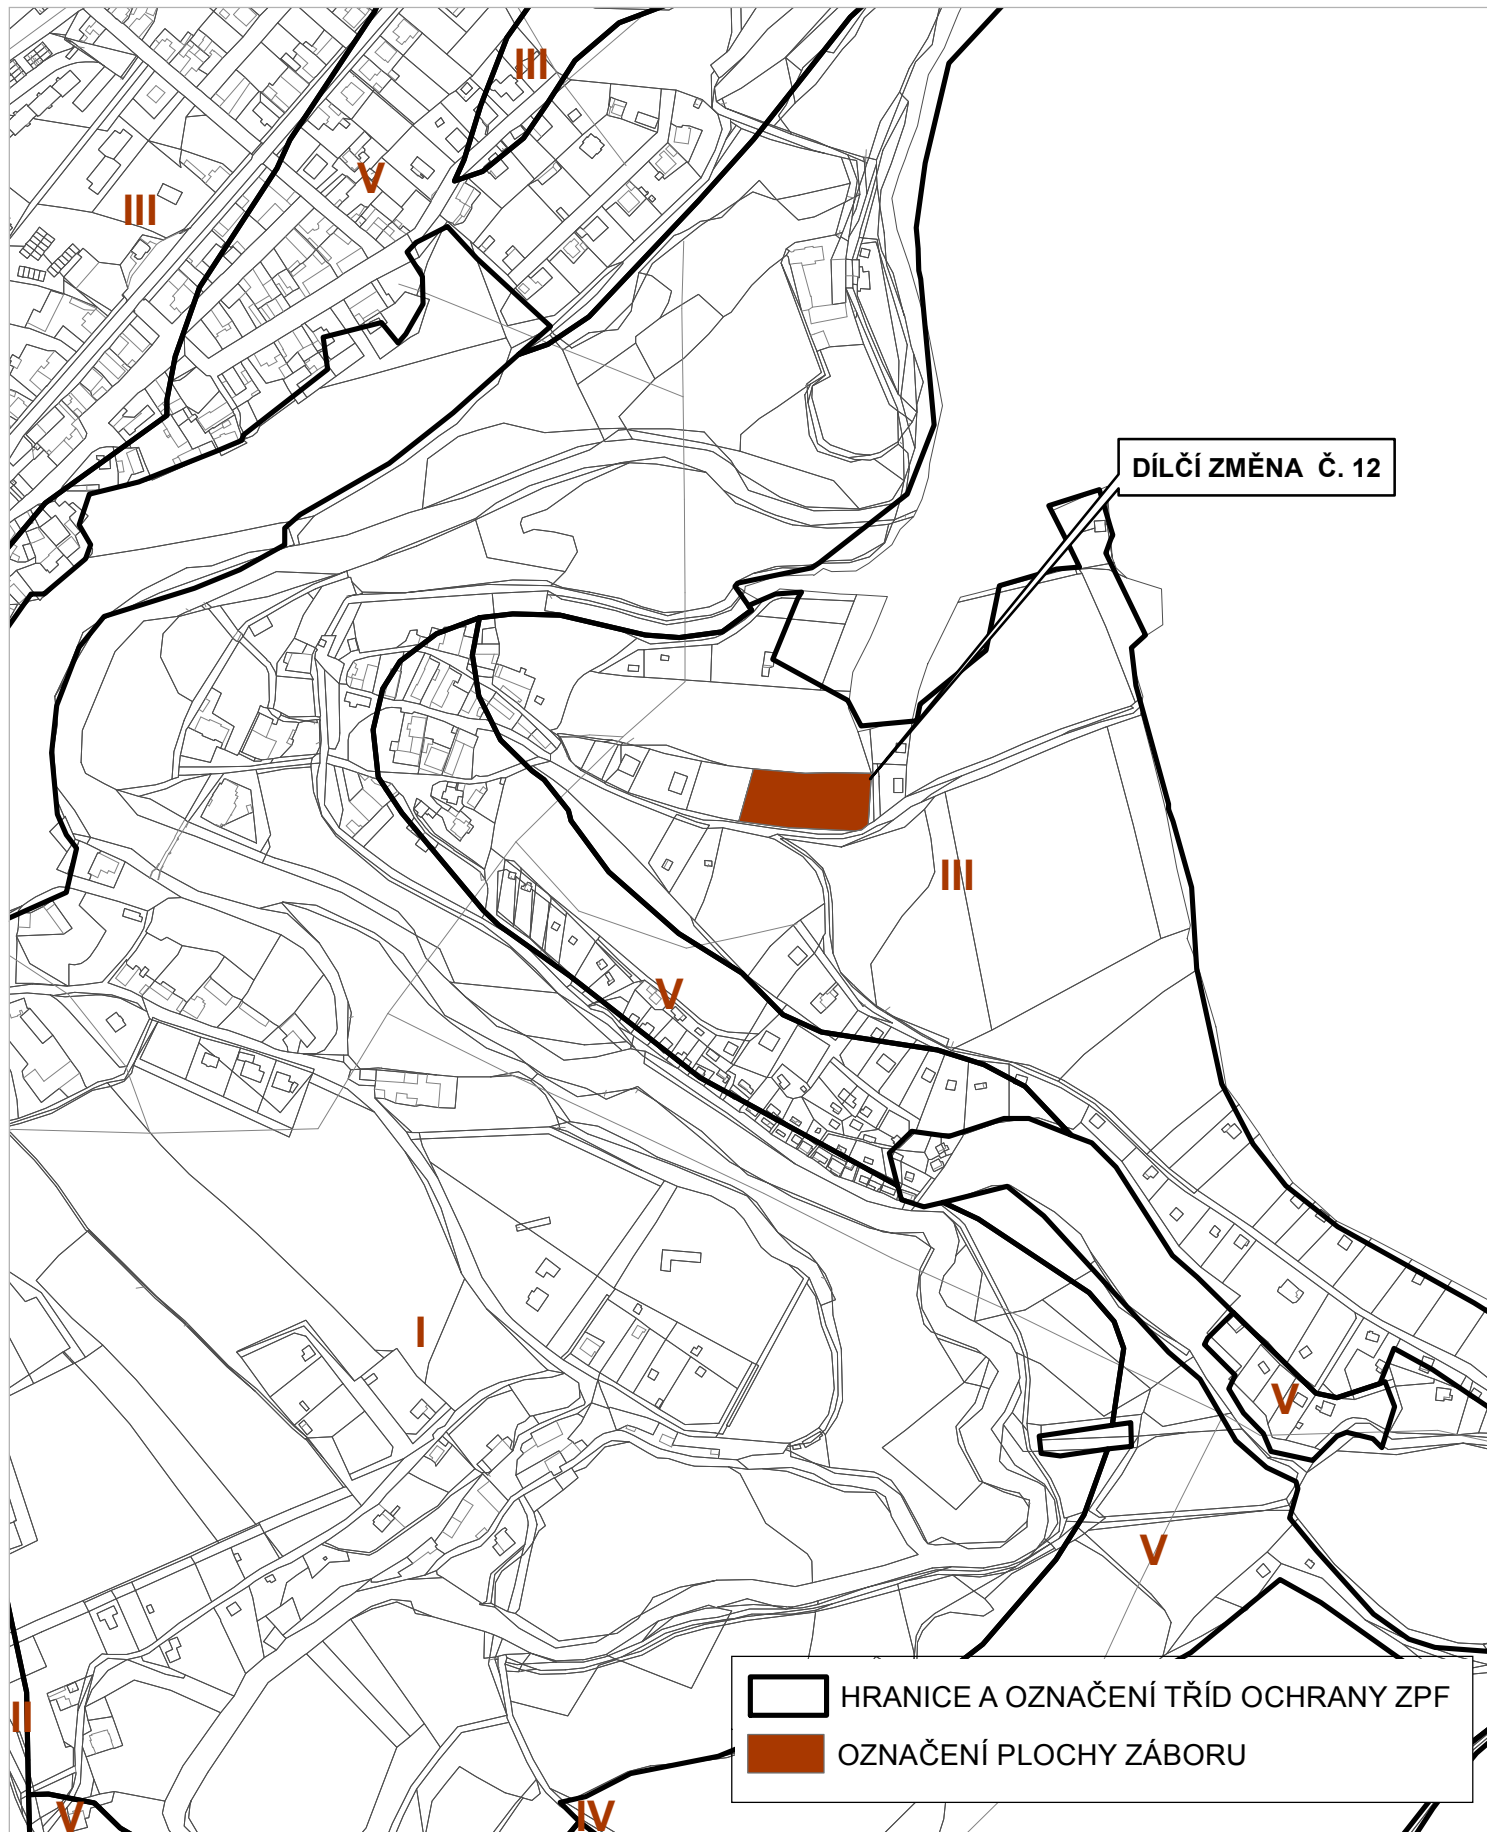 III
V
III
DÍLČÍ ZMĚNA Č. 12
III
V
I
V
V
II
V
IV
HRANICE A OZNAČENÍ TŘÍD OCHRANY ZPF
OZNAČENÍ PLOCHY ZÁBORU